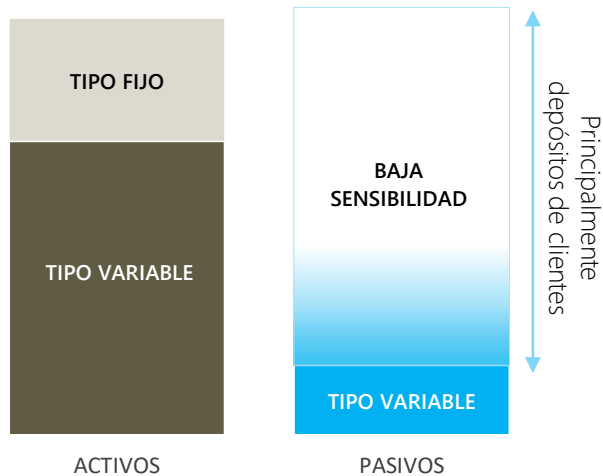 TIPO FIJO
TIPO VARIABLE
ACTIVOS
BAJA
SENSIBILIDAD
TIPO VARIABLE
PASIVOS
Principalmente
depósitos de clientes